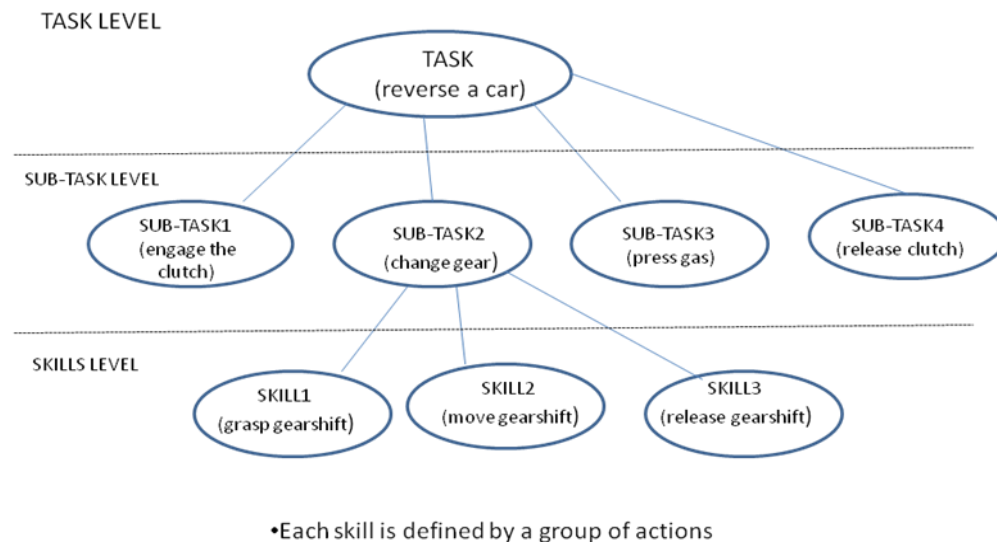 TASK LEVEL
TASK
(reverse a car)
SUB-TASK LEVEL
SUB-TASK1
(engage the
clutch)
SUB-TASK2
(change gear)
SUB-TASK3
(press gas)
SUB-TASK4
(release clutch)
SKILLS LEVEL
SKILL1
(grasp gearshift)
SKILL2
(move gearshift)
SKILL3
(release gearshift)
•Each skill is defined by a group of actions